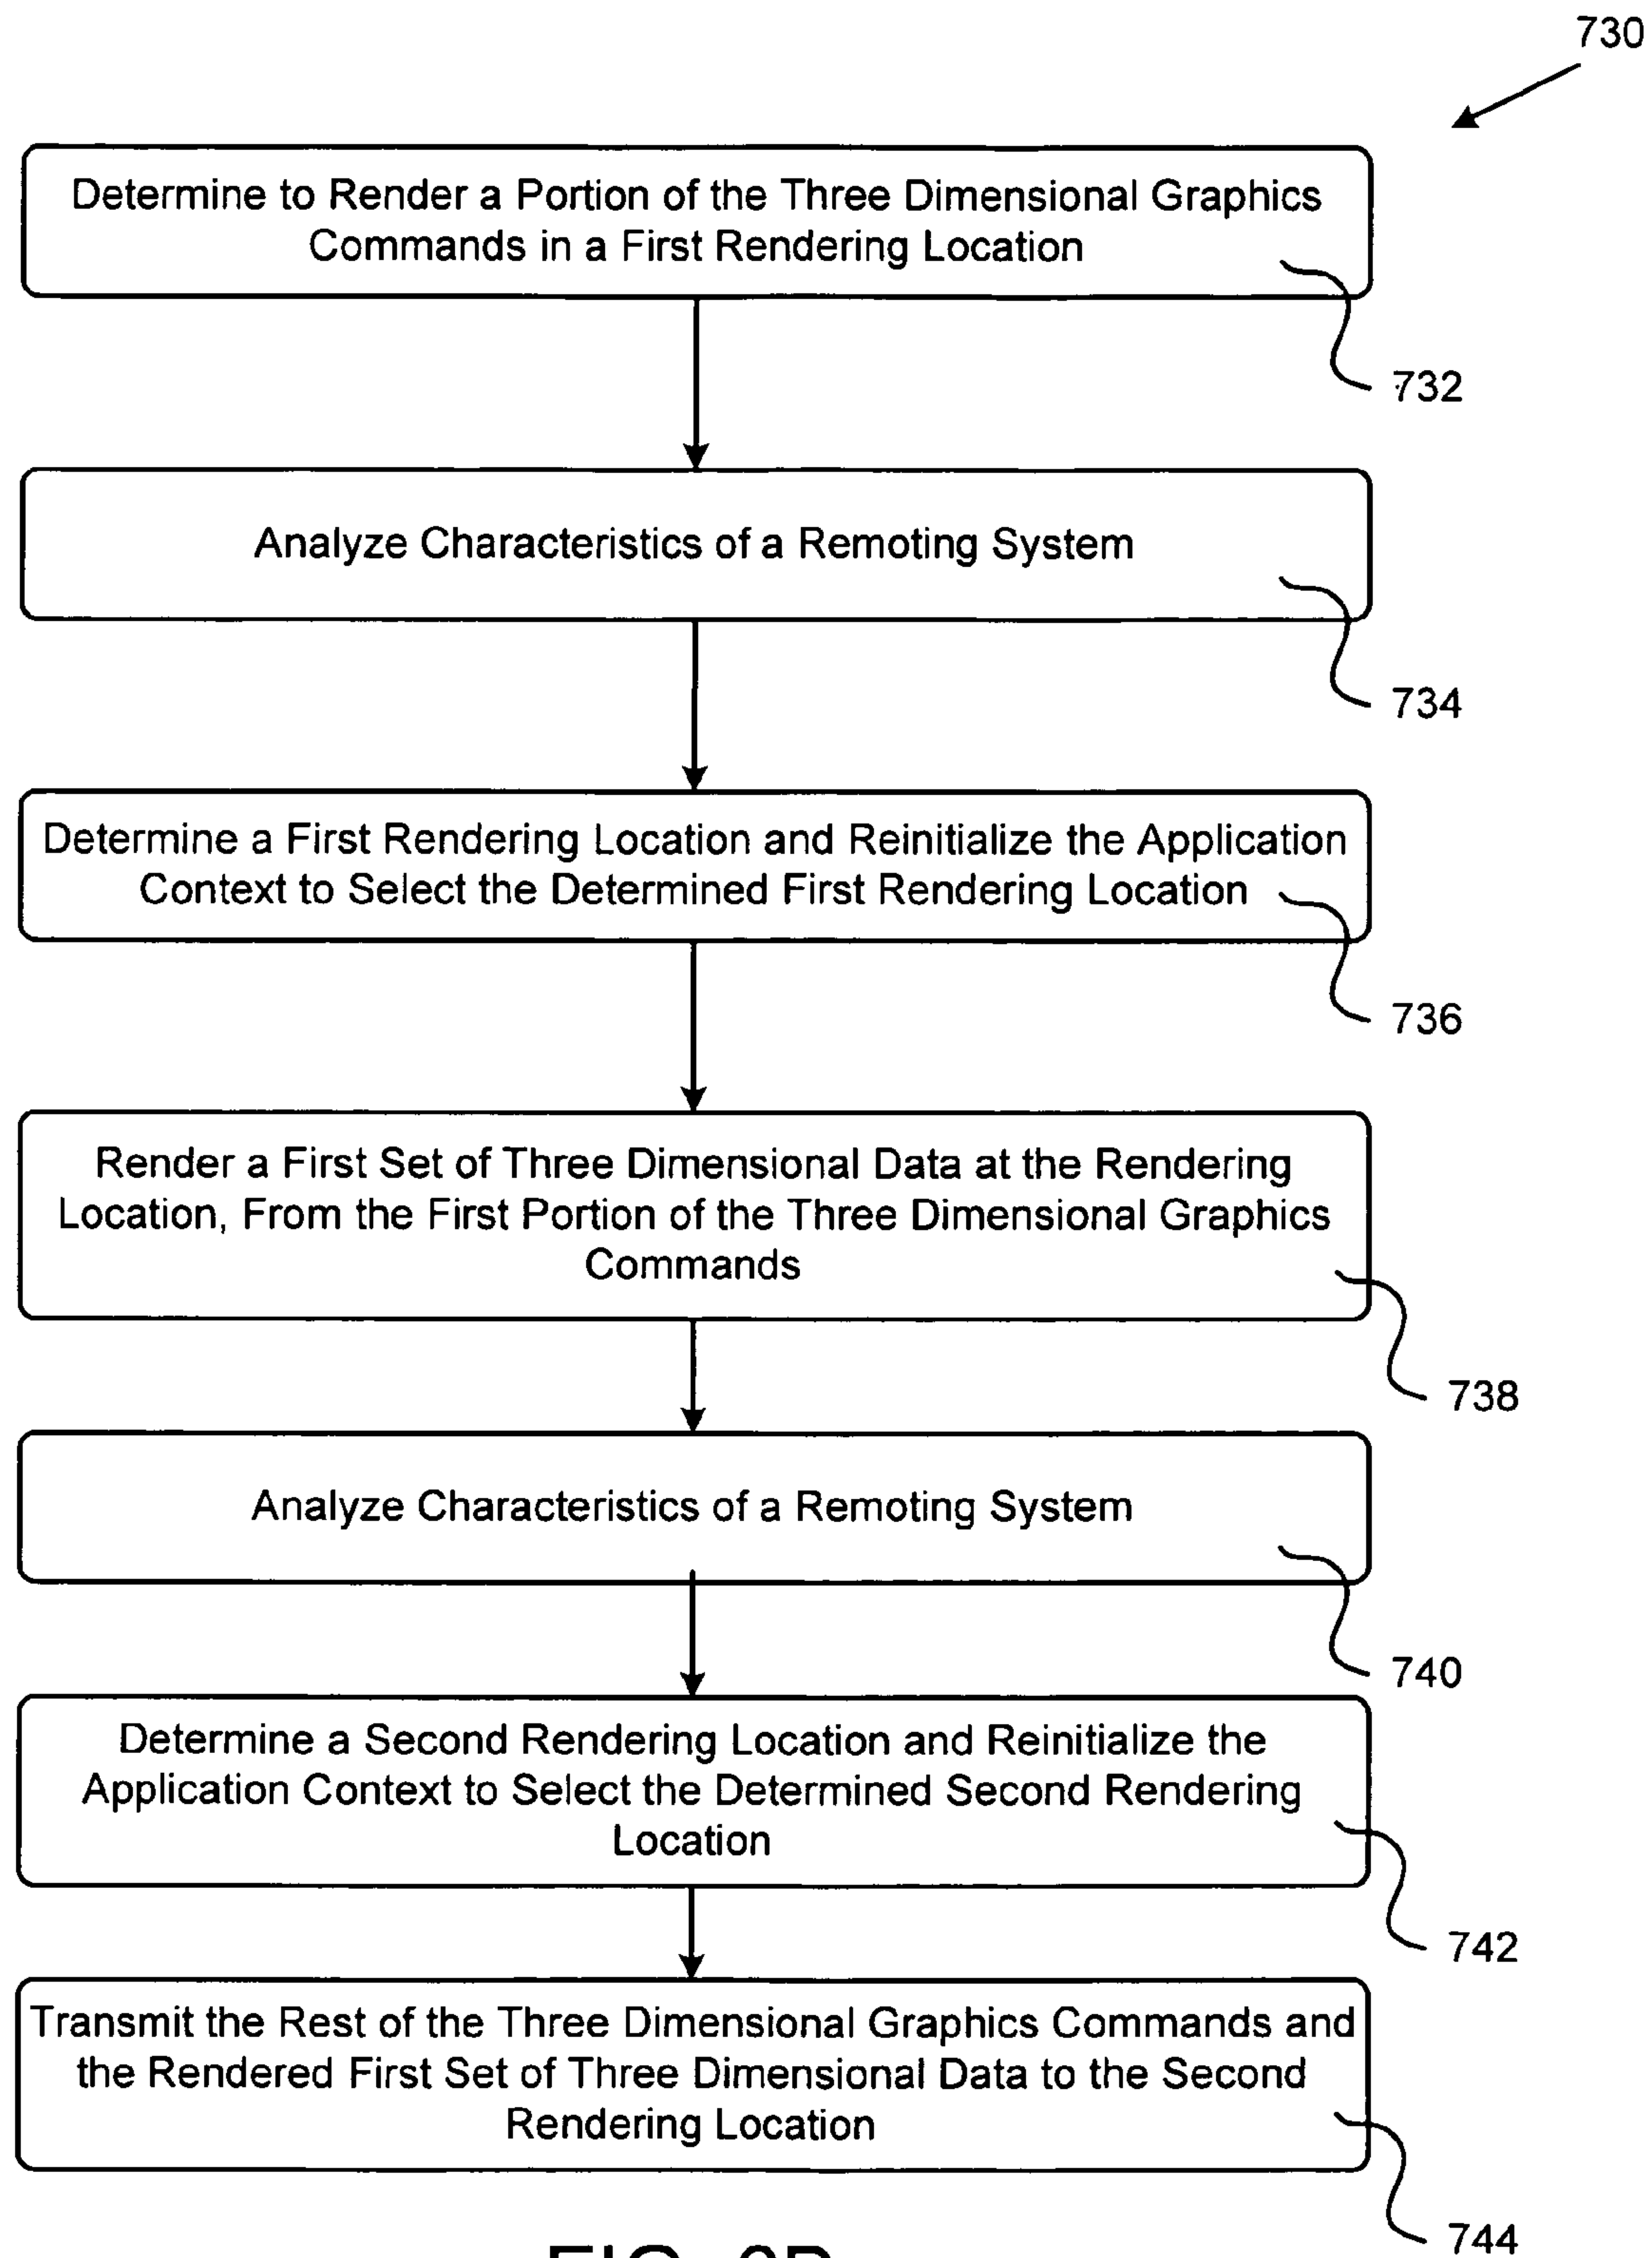 730
Determine to Render a Portion of the Three Dimensional Graphics
Commands in a First Rendering Location
732
Analyze Characteristics of a Remoting System
734
Determine a First Rendering Location and Reinitialize the Application
Context to Select the Determined First Rendering Location
736
Render a First Set of Three Dimensional Data at the Rendering
Location, From the First Portion of the Three Dimensional Graphics
Commands
738
Analyze Characteristics of a Remoting System
740
Determine a Second Rendering Location and Reinitialize the
Application Context to Select the Determined Second Rendering
Location
742
Transmit the Rest of the Three Dimensional Graphics Commands and
the Rendered First Set of Three Dimensional Data to the Second
Rendering Location
744